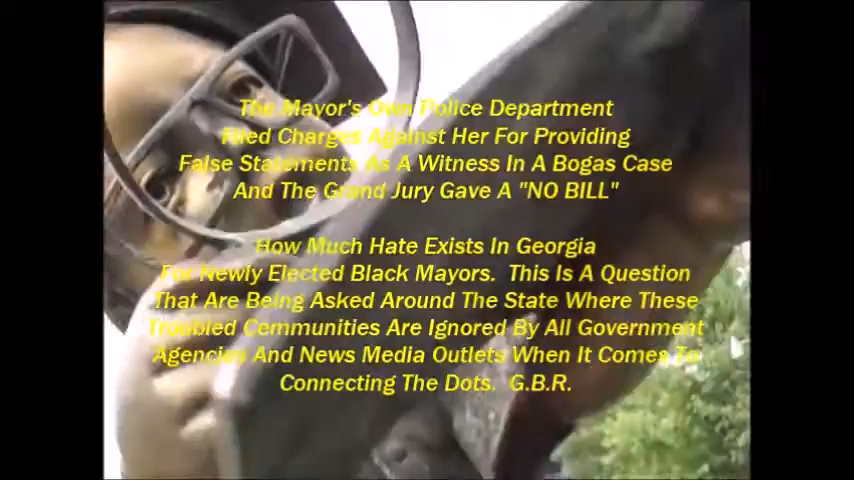 The Mayor's Own Police Department
Filed Charges Against Her For Providing
False Statements As A Witness In A Bogas Case
And The Grand Jury Gave A "NO BILL"
How Much Hate Exists In Georgia
For Newly Elected Black Mayors. This Is A Question
That Are Being Asked Around The State Where These
Troubled Communities Are Ignored By All Government
Agencies And News Media Outlets When It Comes To
Connecting The Dots. G.B.R.